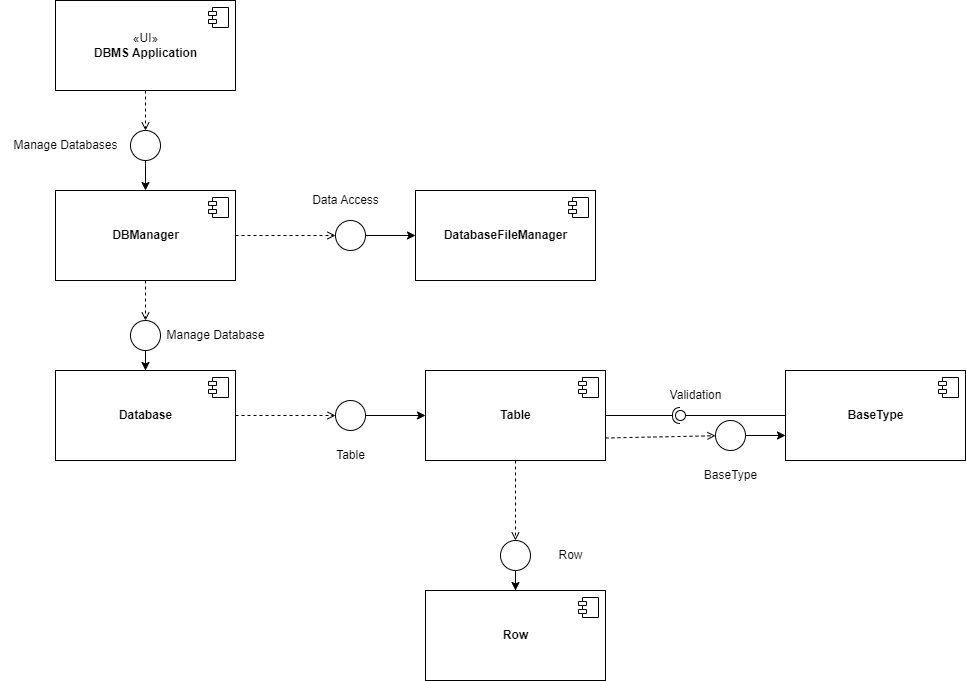 «UI»
DBMS Application
Manage Databases
DBManager
Data Access
DatabaseFileManager
Manage Database
Database
Table
Table
Validation
BaseType
BaseType
Row
Row